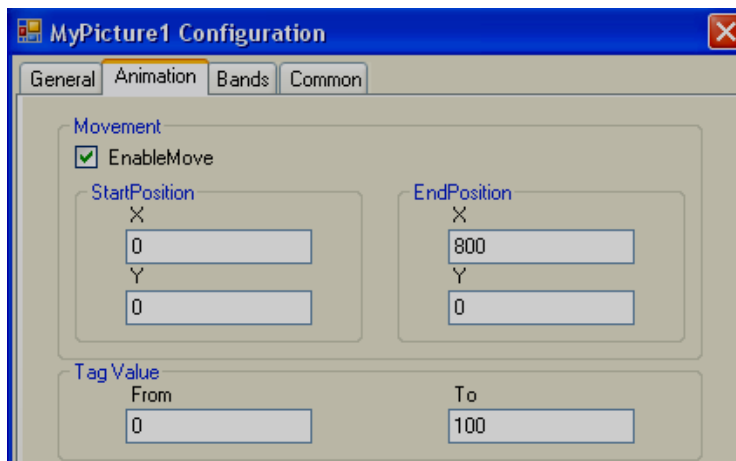 MyPicture1 Configuration
General Animation Bands Common
Movement
EnableMove
StartPosition EndPosition
X X
0 800
Y Y
0 0
Tag Value
From To
0 100